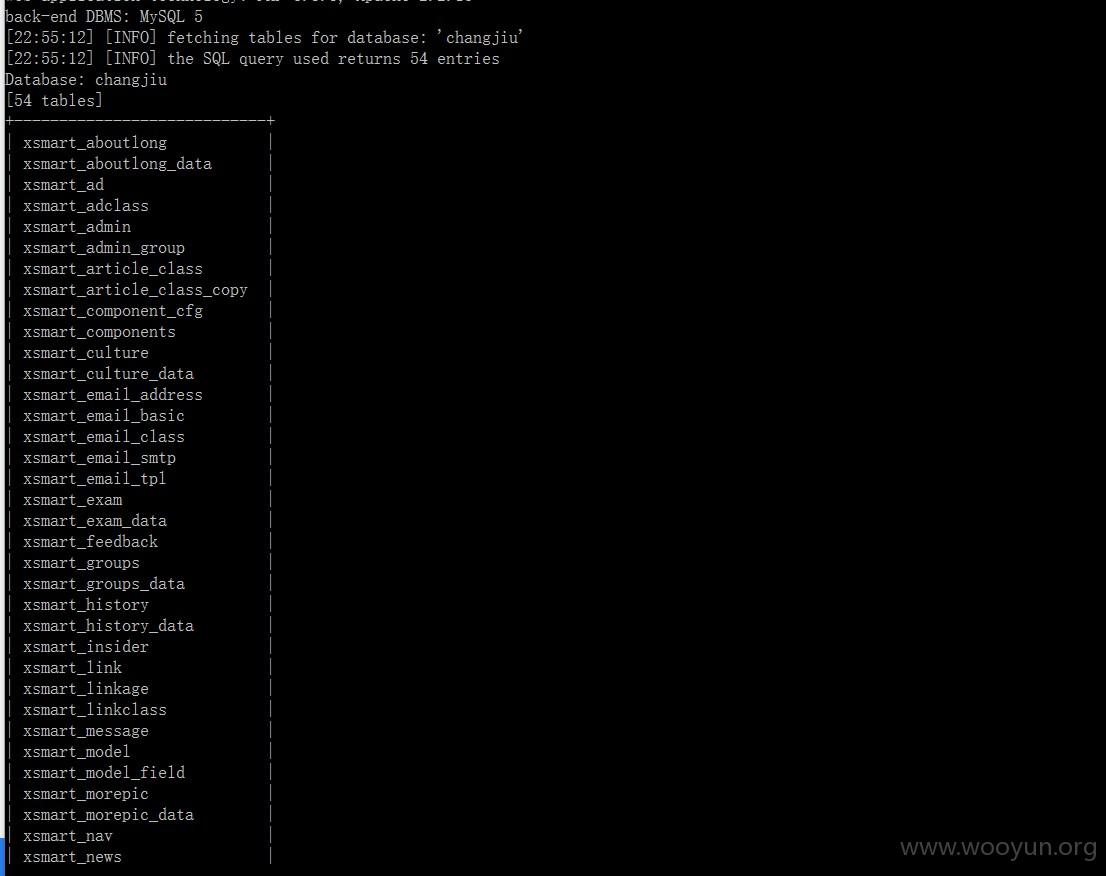 back-end DBMS: MySQL 5
[22:55:12] [INFO] fetching tables for database: 'changjiu'
[22:55:12] [INFO] the SQL query used returns 54 entries
Database: changjiu
[54 tables]
+----------------------------+
| xsmart_aboutlong |
| xsmart_aboutlong_data |
| xsmart_ad |
| xsmart_adclass |
| xsmart_admin |
| xsmart_admin_group |
| xsmart_article_class |
| xsmart_article_class_copy |
| xsmart_component_cfg |
| xsmart_components |
| xsmart_culture |
| xsmart_culture_data |
| xsmart_email_address |
| xsmart_email_basic |
| xsmart_email_class |
| xsmart_email_smtp |
| xsmart_email_tpl |
| xsmart_exam |
| xsmart_exam_data |
| xsmart_feedback |
| xsmart_groups |
| xsmart_groups_data |
| xsmart_history |
| xsmart_history_data |
| xsmart_insider |
| xsmart_link |
| xsmart_linkage |
| xsmart_linkclass |
| xsmart_message |
| xsmart_model |
| xsmart_model_field |
| xsmart_morepic |
| xsmart_morepic_data |
| xsmart_nav |
| xsmart_news |
www.wooyun.org